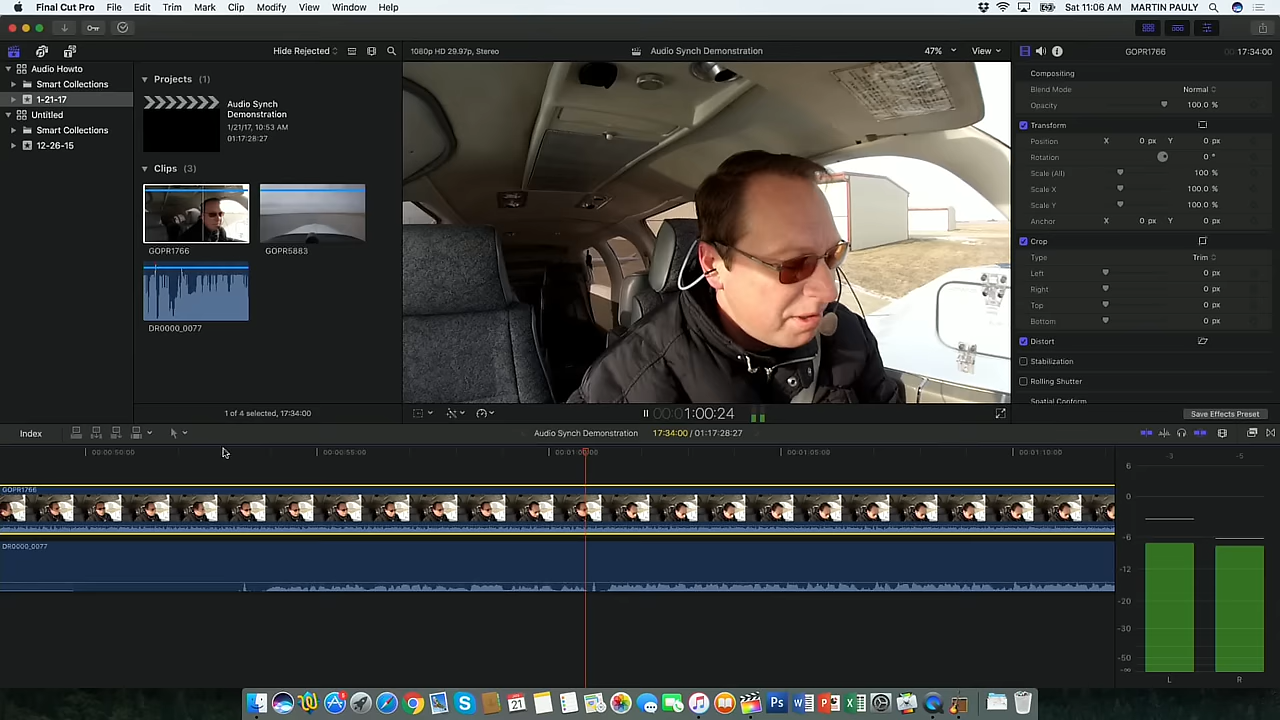 Final Cut Pro File Edit Trim Mark Clip Modify View Window Help Sat 11:06 AM MARTIN PAULY
Hide Rejected 1080p HD 29.97p, Stereo Audio Synch Demonstration 47% View GOPR1766 17:34:00
Audio Howto
Smart Collections
1-21-17
Untitled
Smart Collections
12-26-15
Projects (1)
Audio Synch
Demonstration
1/21/17, 10:53 AM
01:17:28:27
Clips (3)
GOPR1766 GOPR5883
DR0000_0077
1 of 4 selected, 17:34:00
00:00:01:00:24
Compositing
Blend Mode Normal
Opacity 100.0 %
Transform
Position X 0 px Y 0 px
Rotation 0 °
Scale (All) 100 %
Scale X 100.0 %
Scale Y 100.0 %
Anchor X 0 px Y 0 px
Crop
Type Trim
Left 0 px
Right 0 px
Top 0 px
Bottom 0 px
Distort
Stabilization
Rolling Shutter
Spatial Conform
Save Effects Preset
Index Audio Synch Demonstration 17:34:00 / 01:17:28:27
00:00:50:00 00:00:55:00 00:01:00:00 00:01:05:00 00:01:10:00
GOPR1766
DR0000_0077
-3 -5
6
0
-6
-12
-20
-30
-50
-∞
L R